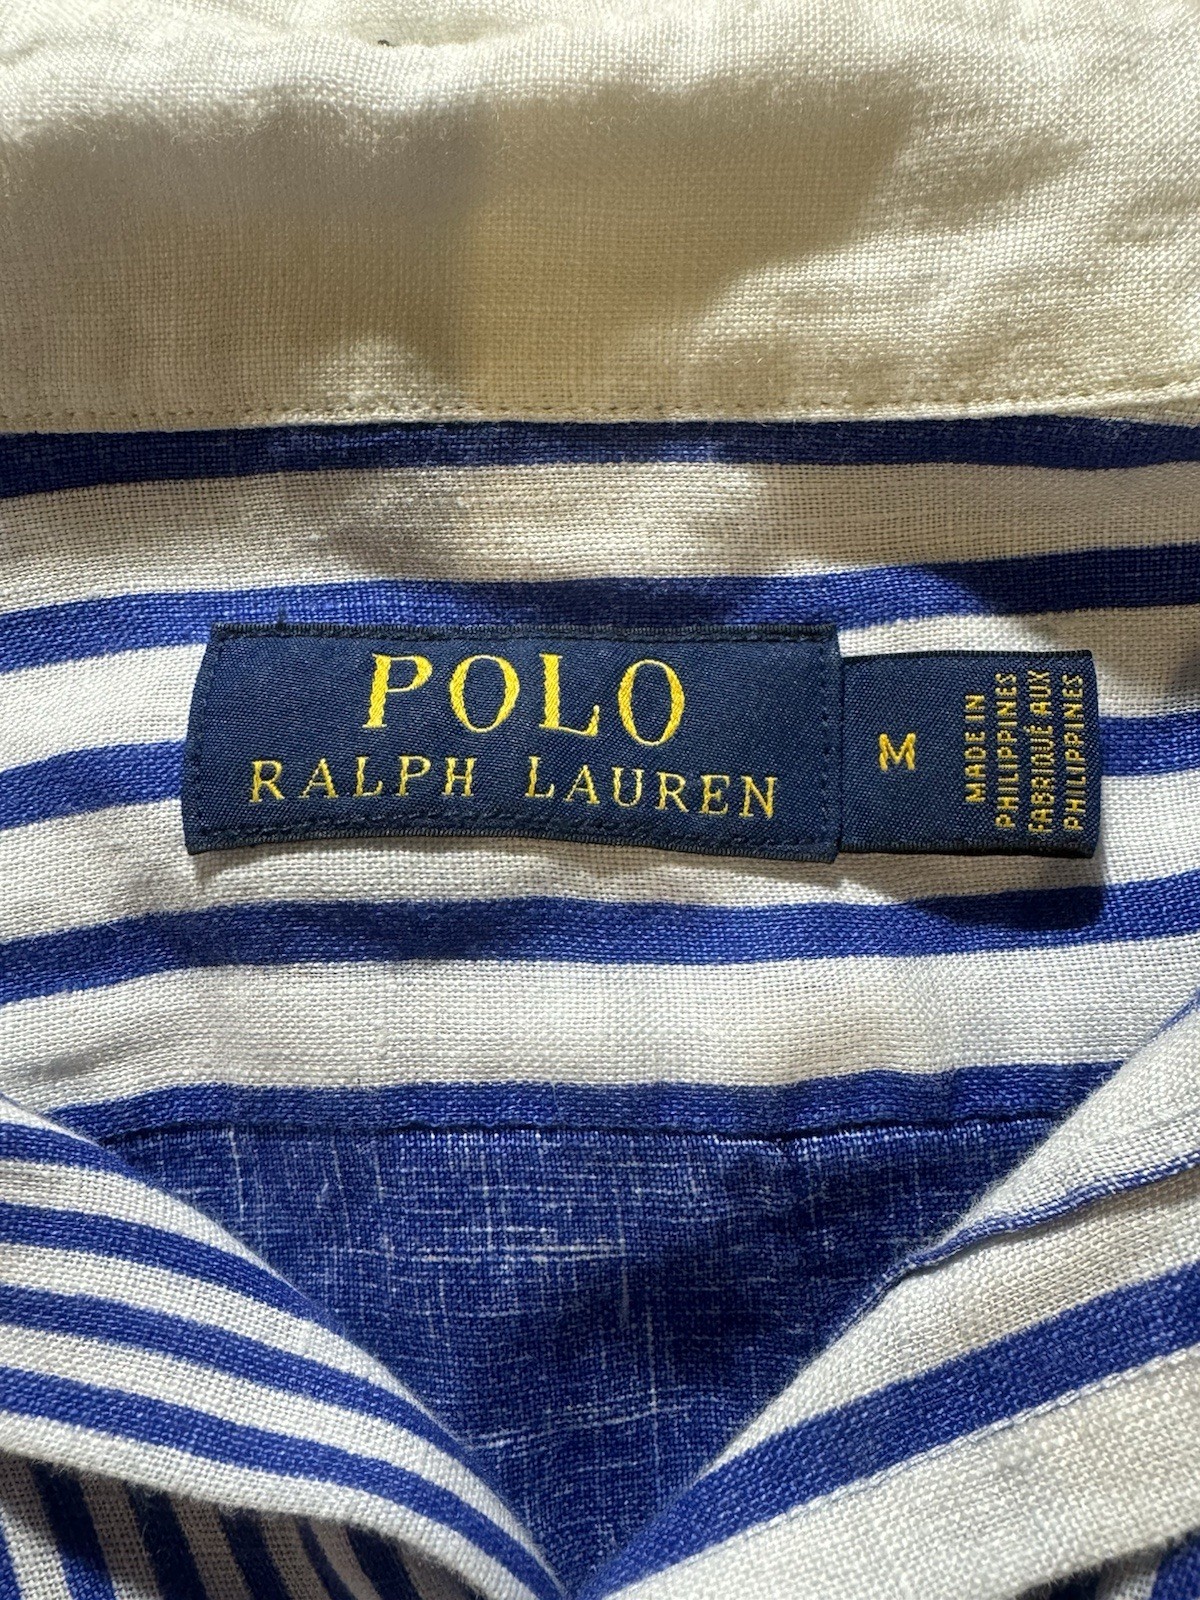 POLO
RALPH LAUREN
M
MADE IN
PHILIPPINES
FABRIQUÉ AUX
PHILIPPINES